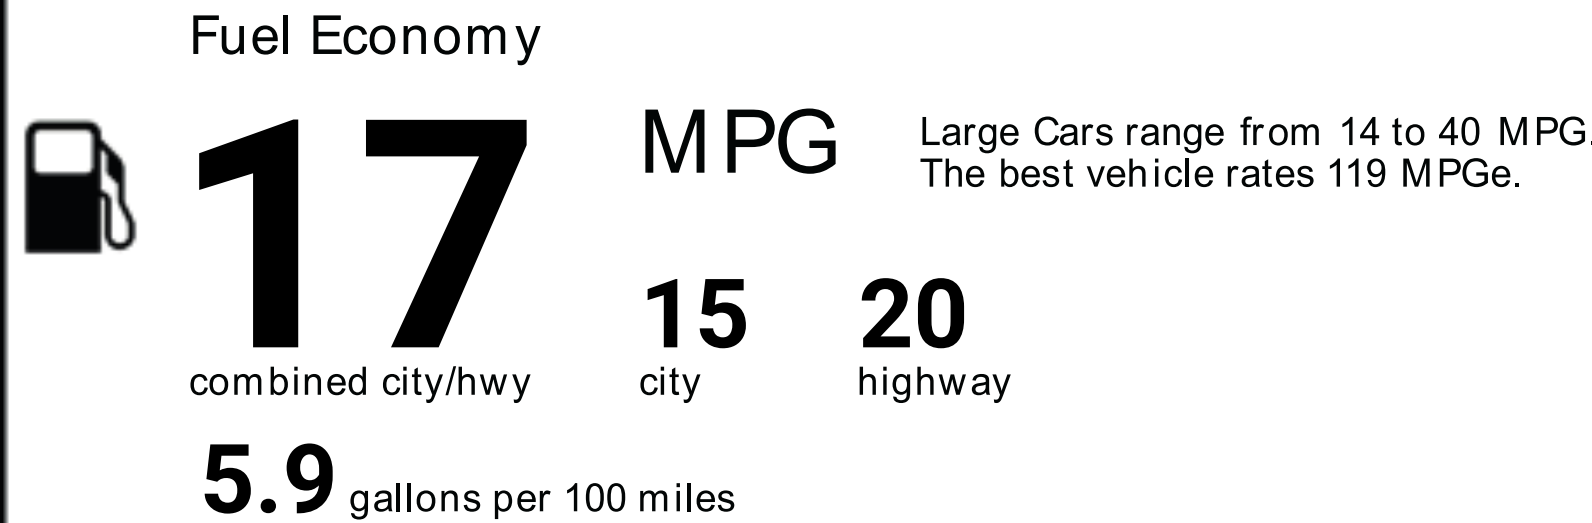 Fuel Economy
17 MPG
Large Cars range from 14 to 40 MPG.
The best vehicle rates 119 MPGe.
15 20
combined city/hwy city highway
5.9 gallons per 100 miles